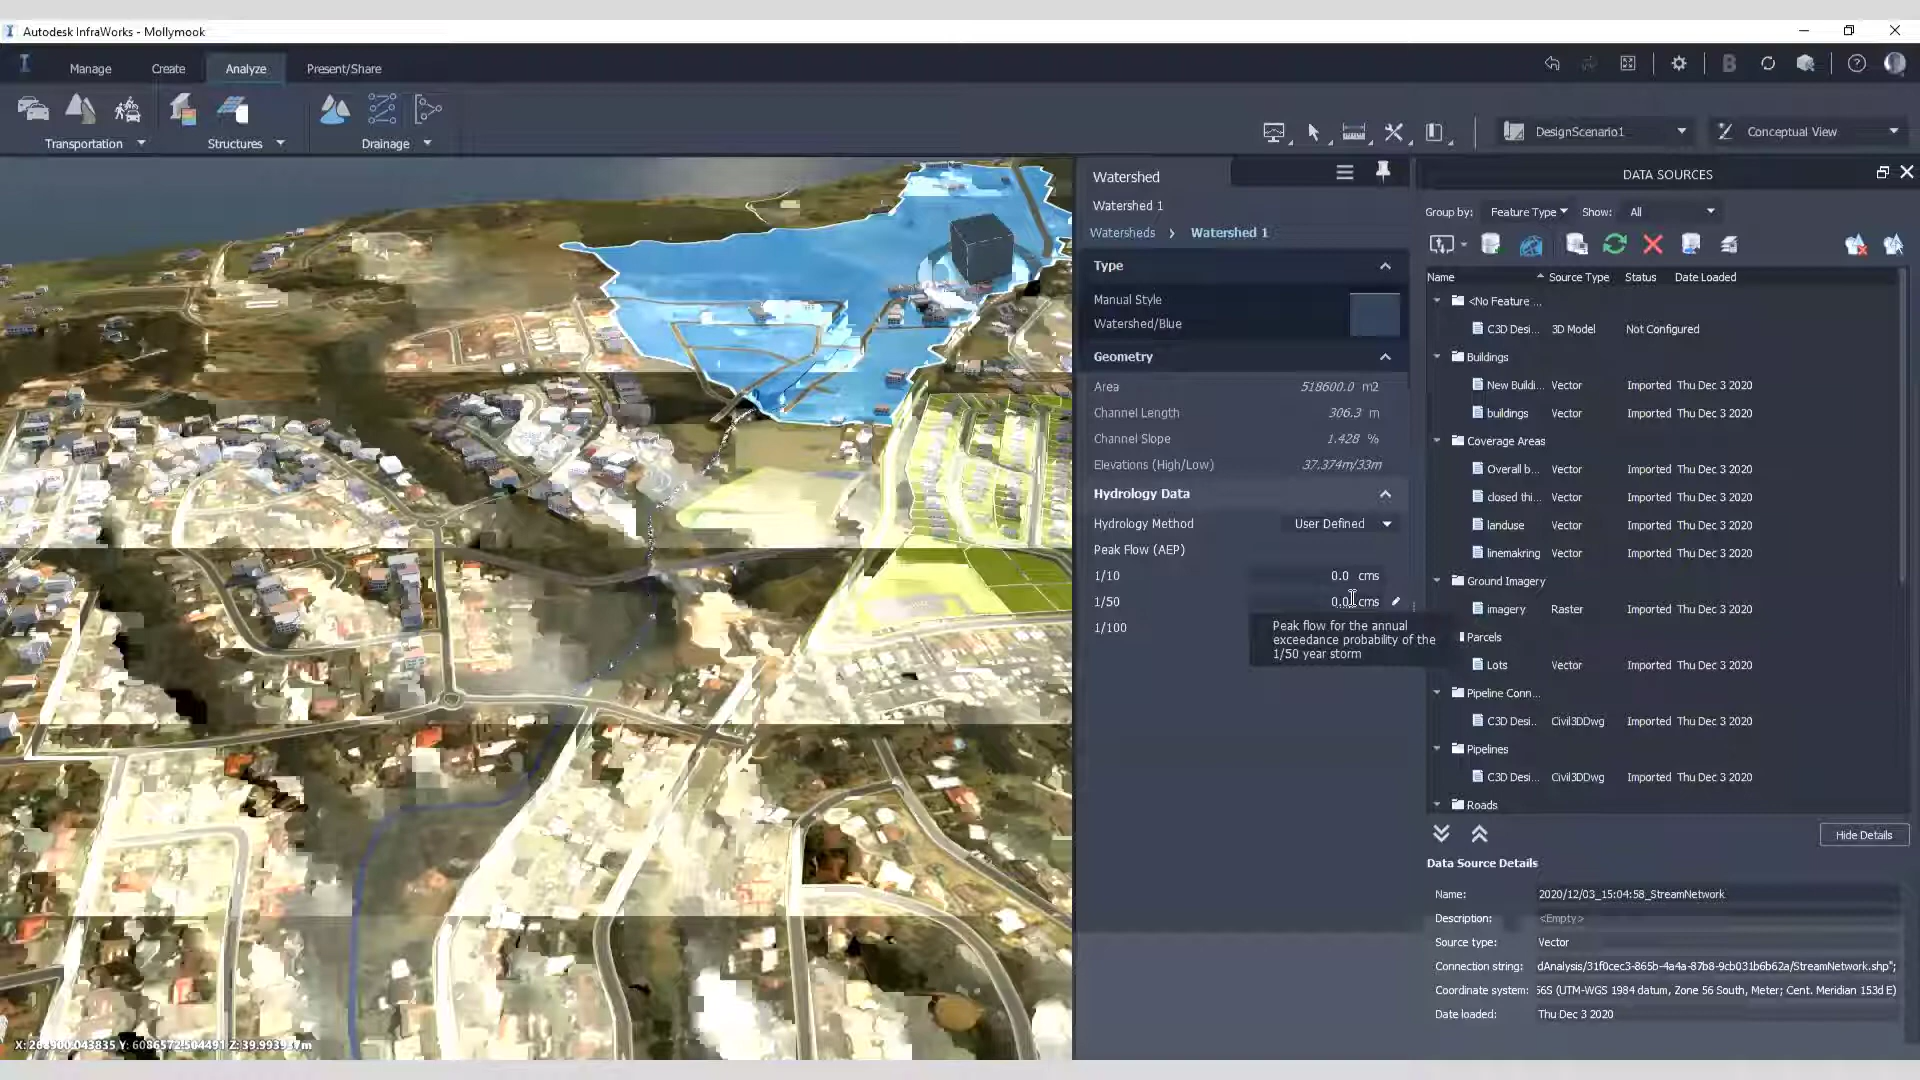 Autodesk InfraWorks - Mollymook
Manage Create Analyze Present/Share
Transportation Structures Drainage
DesignScenario1 Conceptual View
Watershed
Watershed 1
Watersheds > Watershed 1
Type
Manual Style
Watershed/Blue
Geometry
Area 518600.0 m2
Channel Length 306.3 m
Channel Slope 1.428 %
Elevations (High/Low) 37.374m/33m
Hydrology Data
Hydrology Method User Defined
Peak Flow (AEP)
1/10 0.0 cms
1/50 0.0 cms
1/100
Peak flow for the annual
exceedance probability of the
1/50 year storm
DATA SOURCES
Group by: Feature Type Show: All
Name Source Type Status Date Loaded
<No Feature ...
C3D Desi... 3D Model Not Configured
Buildings
New Buildi... Vector Imported Thu Dec 3 2020
buildings Vector Imported Thu Dec 3 2020
Coverage Areas
Overall b... Vector Imported Thu Dec 3 2020
closed thi... Vector Imported Thu Dec 3 2020
landuse Vector Imported Thu Dec 3 2020
linemakring Vector Imported Thu Dec 3 2020
Ground Imagery
imagery Raster Imported Thu Dec 3 2020
Parcels
Lots Vector Imported Thu Dec 3 2020
Pipeline Conn...
C3D Desi... Civil3DDwg Imported Thu Dec 3 2020
Pipelines
C3D Desi... Civil3DDwg Imported Thu Dec 3 2020
Roads
Hide Details
Data Source Details
Name: 2020/12/03_15:04:58_StreamNetwork
Description: <Empty>
Source type: Vector
Connection string: dAnalysis/31f0cec3-865b-4a4a-87b8-9cb031b6b62a/StreamNetwork.shp";
Coordinate system: 56S (UTM-WGS 1984 datum, Zone 56 South, Meter; Cent. Meridian 153d E)
Date loaded: Thu Dec 3 2020
Y: 6086572.504491